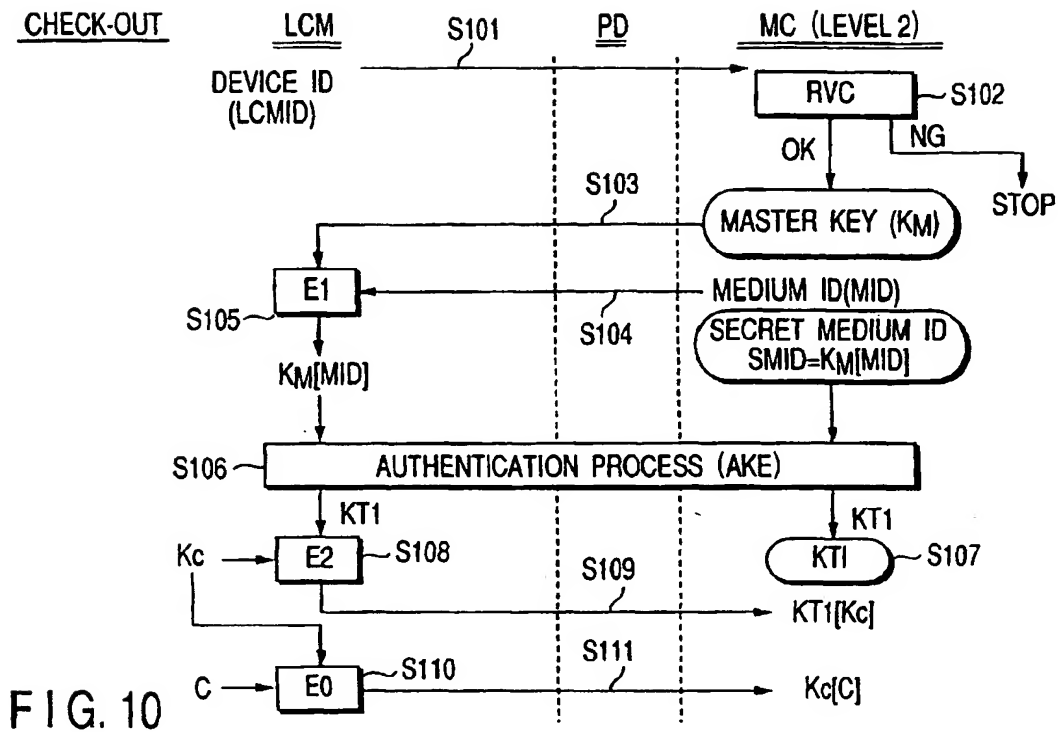 CHECK-OUT
LCM
S101
PD
MC (LEVEL 2)
DEVICE ID
(LCMID)
RVC
S102
OK
NG
STOP
S103
MASTER KEY (KM)
E1
S105
S104
MEDIUM ID(MID)
SECRET MEDIUM ID
SMID=KM[MID]
KM[MID]
S106
AUTHENTICATION PROCESS (AKE)
KT1
KT1
Kc
E2
S108
KTI
S107
S109
KT1[Kc]
C
E0
S110
S111
Kc[C]
FIG. 10